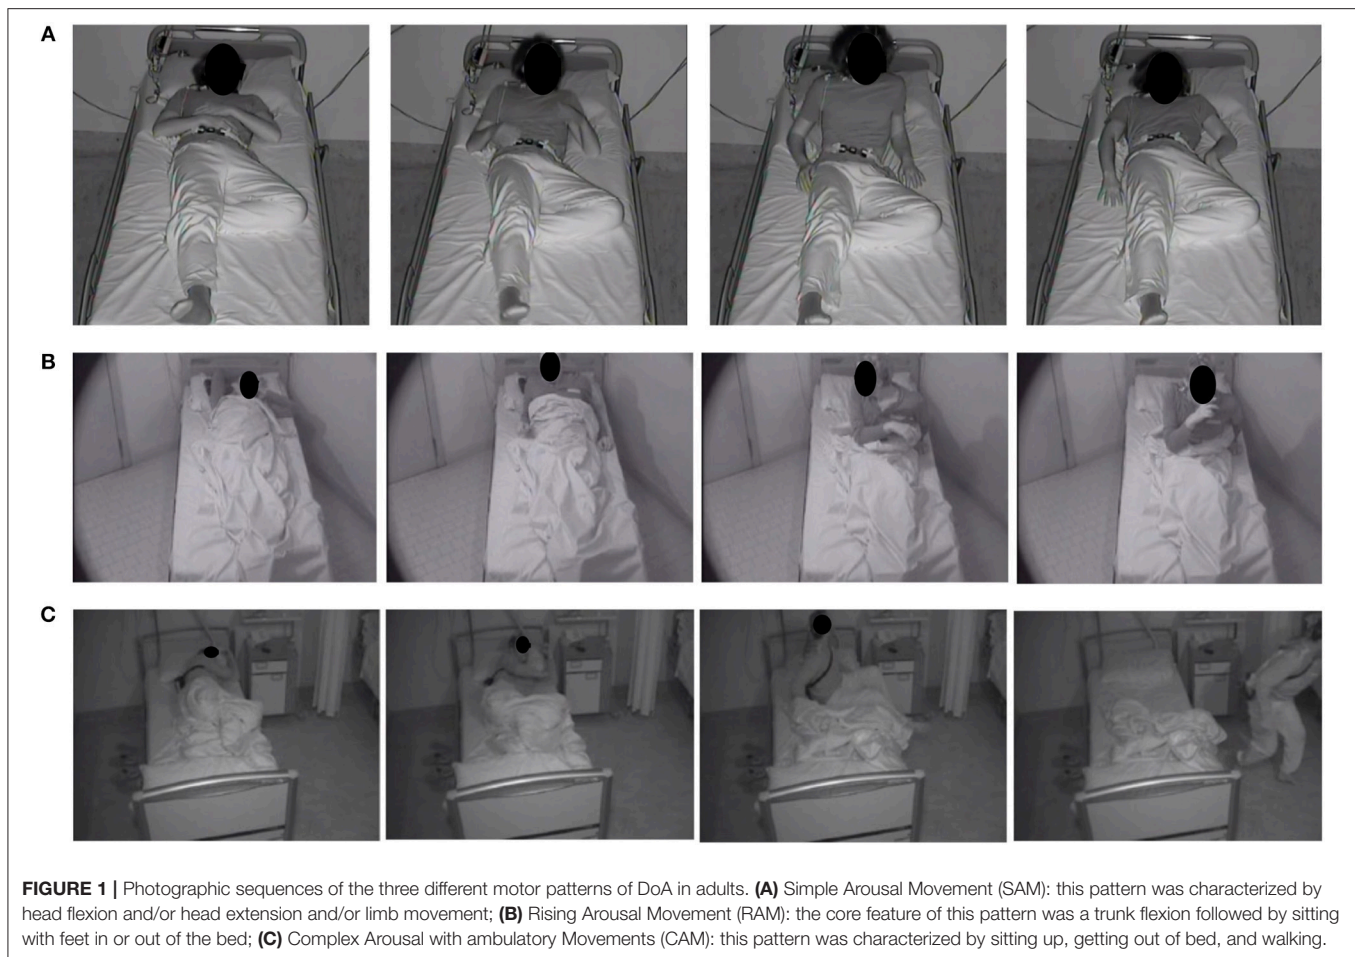 A
B
C
FIGURE 1 | Photographic sequences of the three different motor patterns of DoA in adults. (A) Simple Arousal Movement (SAM): this pattern was characterized by
head flexion and/or head extension and/or limb movement; (B) Rising Arousal Movement (RAM): the core feature of this pattern was a trunk flexion followed by sitting
with feet in or out of the bed; (C) Complex Arousal with ambulatory Movements (CAM): this pattern was characterized by sitting up, getting out of bed, and walking.